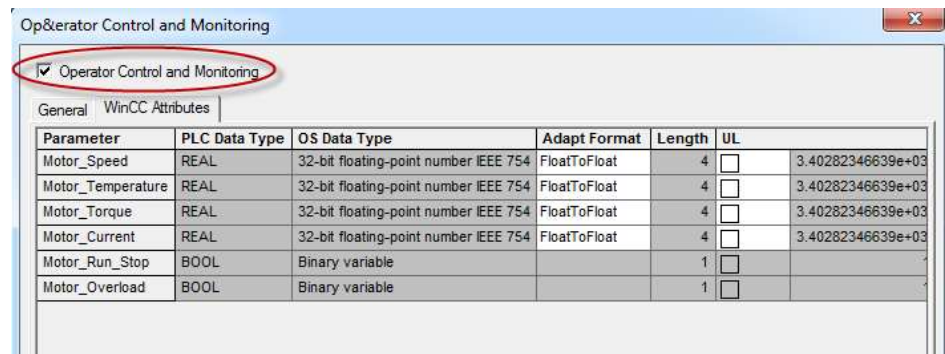 Op&erator Control and Monitoring
Operator Control and Monitoring
General WinCC Attributes
Parameter PLC Data Type OS Data Type Adapt Format Length UL
Motor_Speed REAL 32-bit floating-point number IEEE 754 FloatToFloat 4 3.40282346639e+03
Motor_Temperature REAL 32-bit floating-point number IEEE 754 FloatToFloat 4 3.40282346639e+03
Motor_Torque REAL 32-bit floating-point number IEEE 754 FloatToFloat 4 3.40282346639e+03
Motor_Current REAL 32-bit floating-point number IEEE 754 FloatToFloat 4 3.40282346639e+03
Motor_Run_Stop BOOL Binary variable 1
Motor_Overload BOOL Binary variable 1